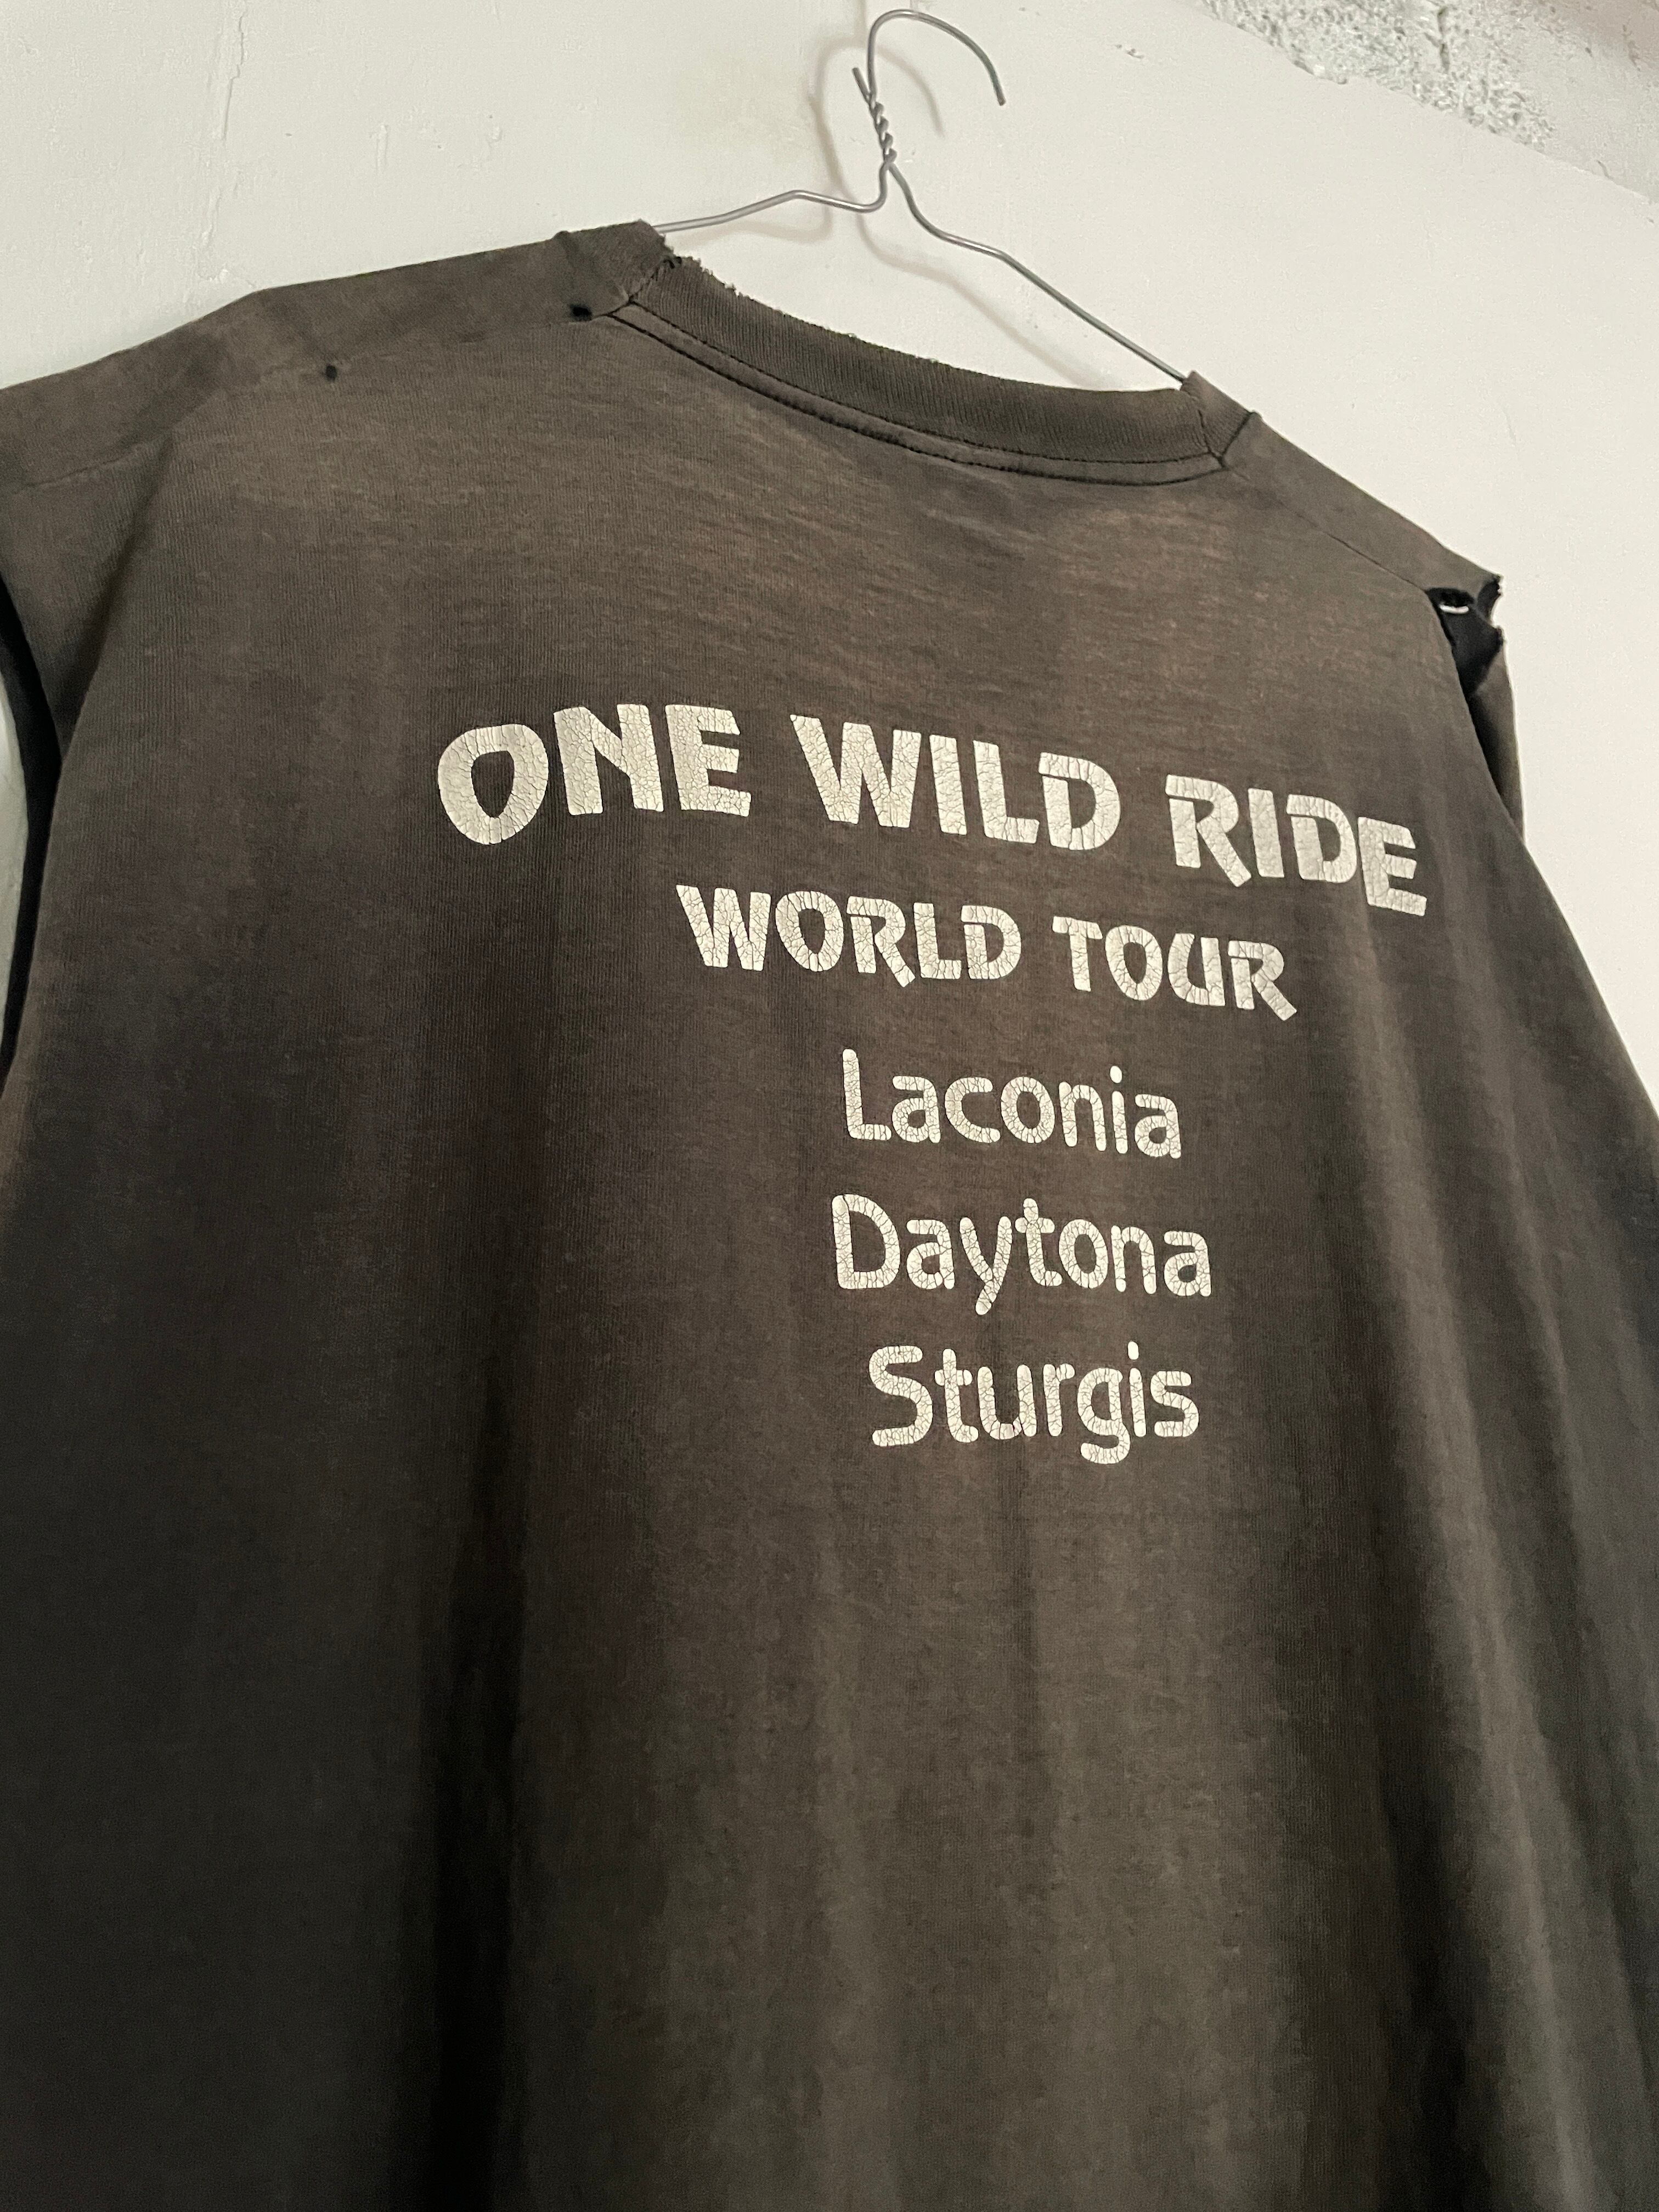 ONE WILD RIDE
WORLD TOUR
Laconia
Daytona
Sturgis